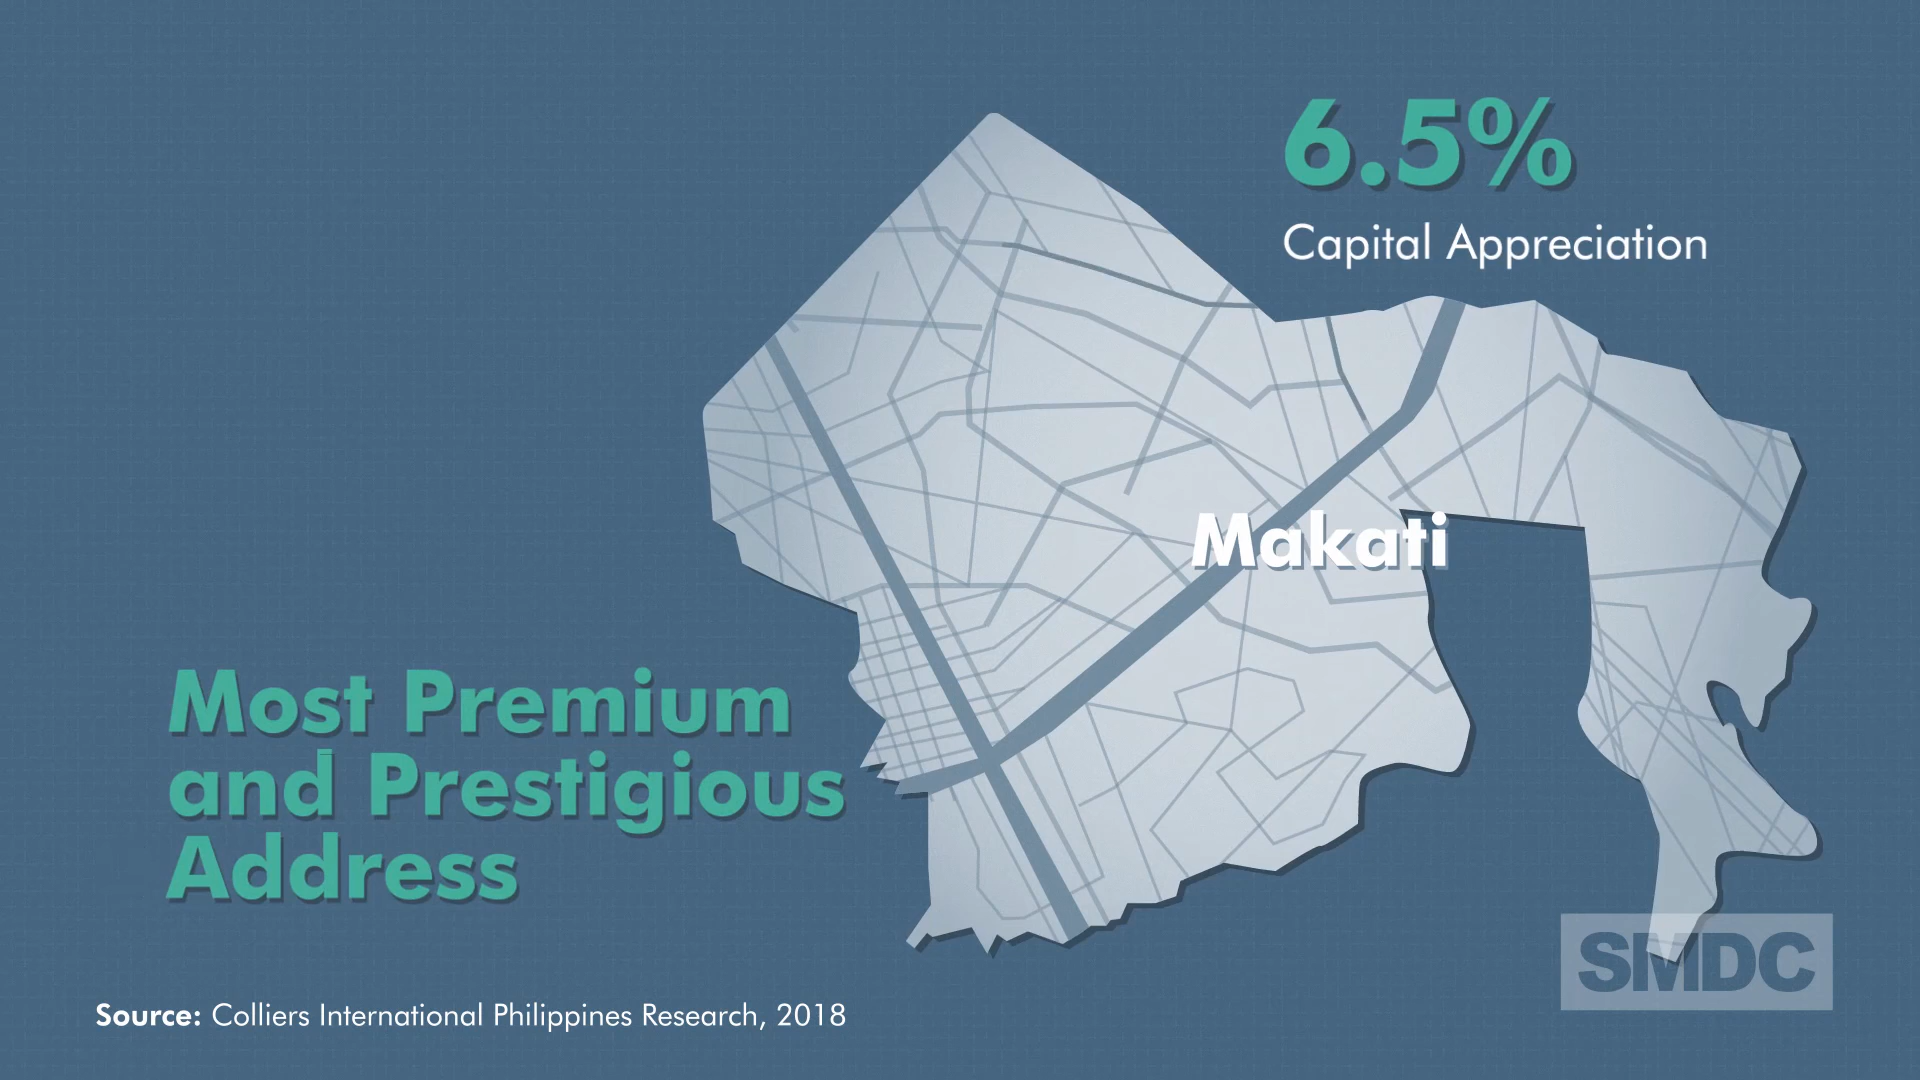 6.5%
Capital Appreciation
Makati
Most Premium
and Prestigious
Address
SMDC
Source: Colliers International Philippines Research, 2018